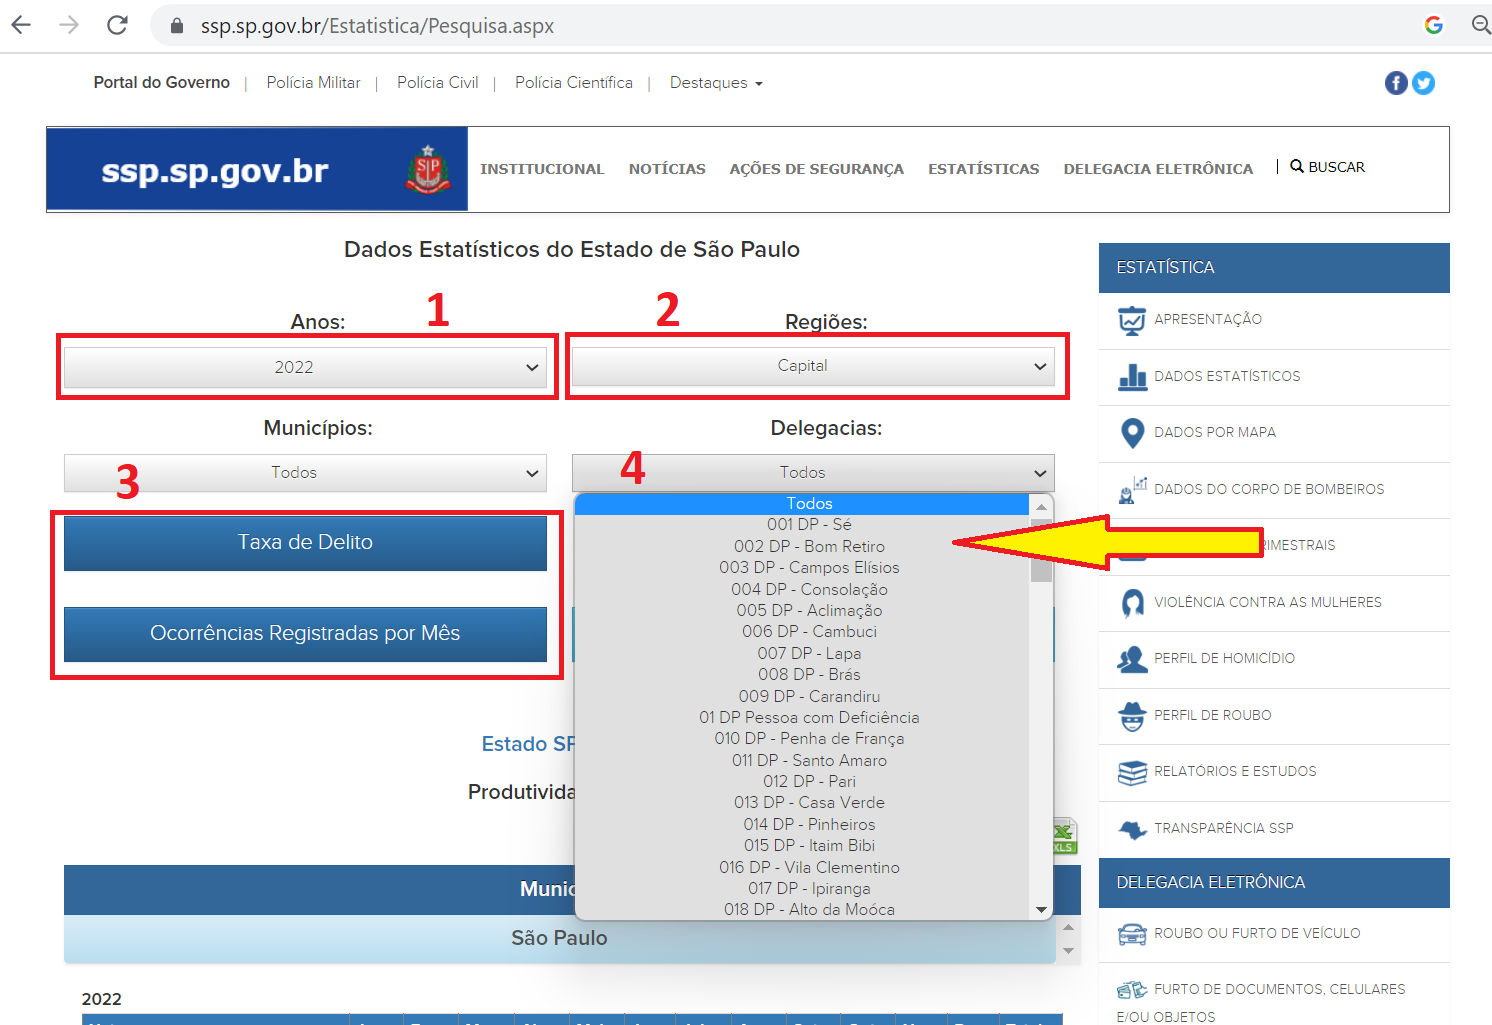 ssp.sp.gov.br/Estatistica/Pesquisa.aspx
Portal do Governo | Polícia Militar | Polícia Civil | Polícia Científica | Destaques
ssp.sp.gov.br
SP
INSTITUCIONAL NOTÍCIAS AÇÕES DE SEGURANÇA ESTATÍSTICAS DELEGACIA ELETRÔNICA | BUSCAR
Dados Estatísticos do Estado de São Paulo
Anos: 1
2022
2 Regiões:
Capital
Municípios:
Todos
3
Delegacias:
Todos
4
Taxa de Delito
Ocorrências Registradas por Mês
Todos
001 DP - Sé
002 DP - Bom Retiro
003 DP - Campos Elísios
004 DP - Consolação
005 DP - Aclimação
006 DP - Cambuci
007 DP - Lapa
008 DP - Brás
009 DP - Carandiru
01 DP Pessoa com Deficiência
010 DP - Penha de França
011 DP - Santo Amaro
012 DP - Pari
013 DP - Casa Verde
014 DP - Pinheiros
015 DP - Itaim Bibi
016 DP - Vila Clementino
017 DP - Ipiranga
018 DP - Alto da Moóca
Estado SP
Produtivida
XLS
Munic
São Paulo
2022
ESTATÍSTICA
APRESENTAÇÃO
DADOS ESTATÍSTICOS
DADOS POR MAPA
DADOS DO CORPO DE BOMBEIROS
RIMESTRAIS
VIOLÊNCIA CONTRA AS MULHERES
PERFIL DE HOMICÍDIO
PERFIL DE ROUBO
RELATÓRIOS E ESTUDOS
TRANSPARÊNCIA SSP
DELEGACIA ELETRÔNICA
ROUBO OU FURTO DE VEÍCULO
FURTO DE DOCUMENTOS, CELULARES
E/OU OBJETOS